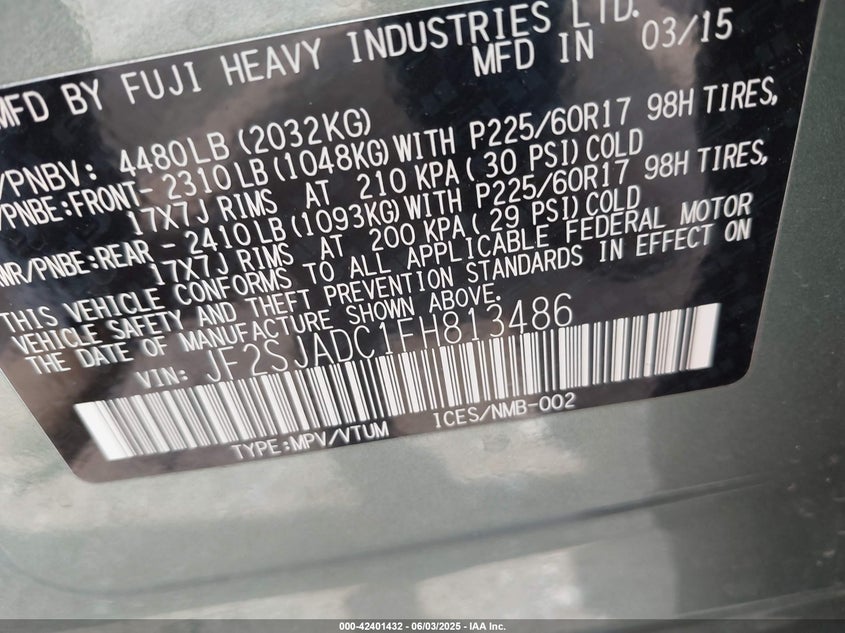 MFD BY FUJI HEAVY INDUSTRIES LTD.
MFD IN 03/15
/PNBV: 4480LB (2032KG)
/PNBE:FRONT- 2310LB (1048KG) WITH P225/60R17 98H TIRES,
17X7J RIMS AT 210 KPA ( 30 PSI) COLD
WR/PNBE:REAR - 2410LB (1093KG) WITH P225/60R17 98H TIRES,
17X7J RIMS AT 200 KPA ( 29 PSI) COLD
THIS VEHICLE CONFORMS TO ALL APPLICABLE FEDERAL MOTOR
VEHICLE SAFETY AND THEFT PREVENTION STANDARDS IN EFFECT ON
THE DATE OF MANUFACTURE SHOWN ABOVE.
VIN: JF2SJADC1FH813486
TYPE:MPV/VTUM ICES/NMB-002
000-42401432 - 06/03/2025 - IAA Inc.